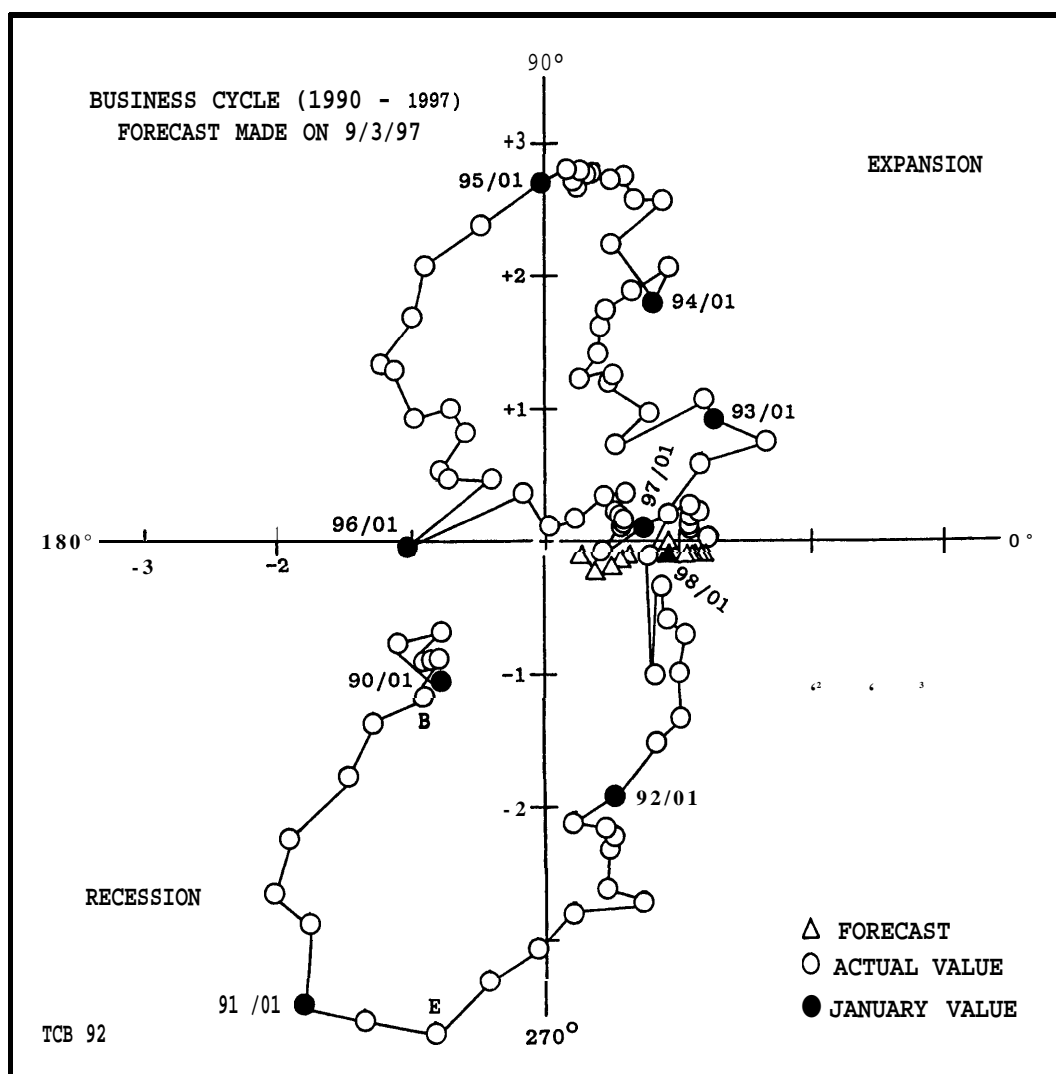 90°
BUSINESS CYCLE (1990 - 1997)
FORECAST MADE ON 9/3/97
+3
EXPANSION
95/01
+2
94/01
+1
93/01
97/01
96/01
180°
0°
-3
-2
98/01
90/01
-1
B
‘2 ‘ 3
92/01
-2
RECESSION
FORECAST
ACTUAL VALUE
91 /01
E
JANUARY VALUE
TCB 92
270°